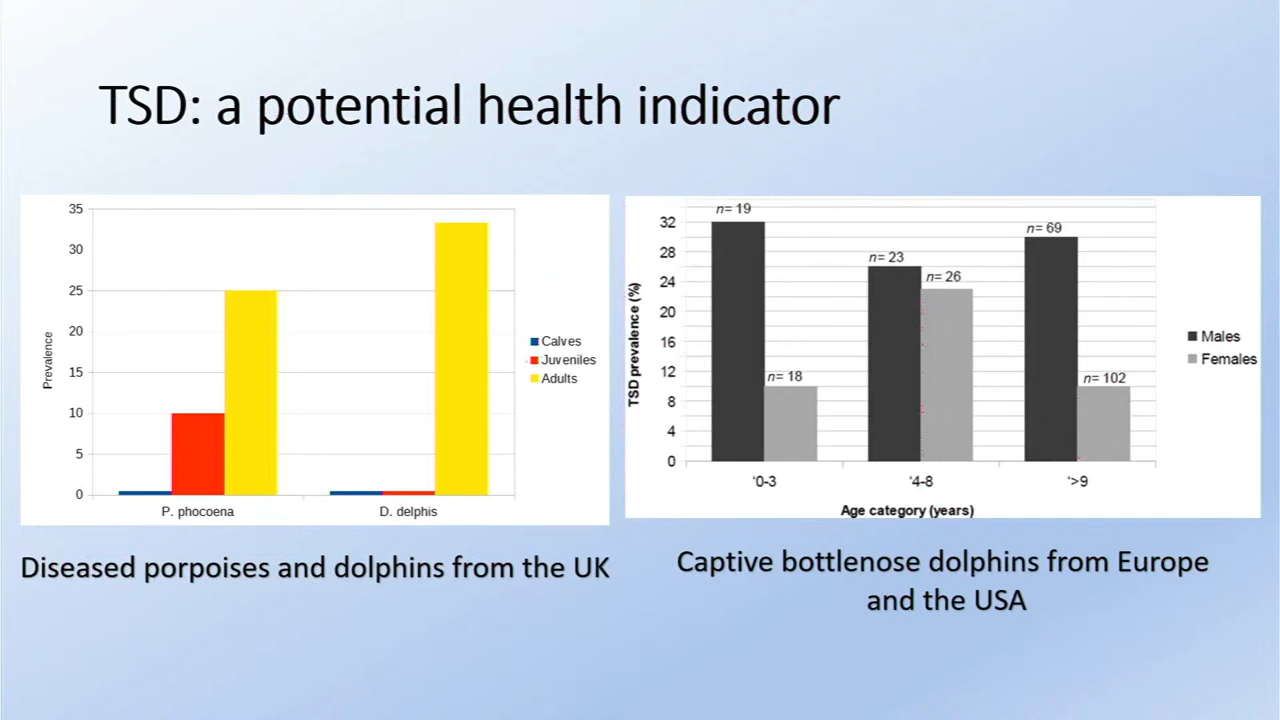 TSD: a potential health indicator
35
30
25
20
15
10
5
0
Prevalence
P. phocoena
D. delphis
Calves
Juveniles
Adults
Diseased porpoises and dolphins from the UK
32
28
24
20
16
12
8
4
0
TSD prevalence (%)
n= 19
n= 18
n= 23
n= 26
n= 69
n= 102
'0-3
'4-8
'>9
Age category (years)
Males
Females
Captive bottlenose dolphins from Europe
and the USA